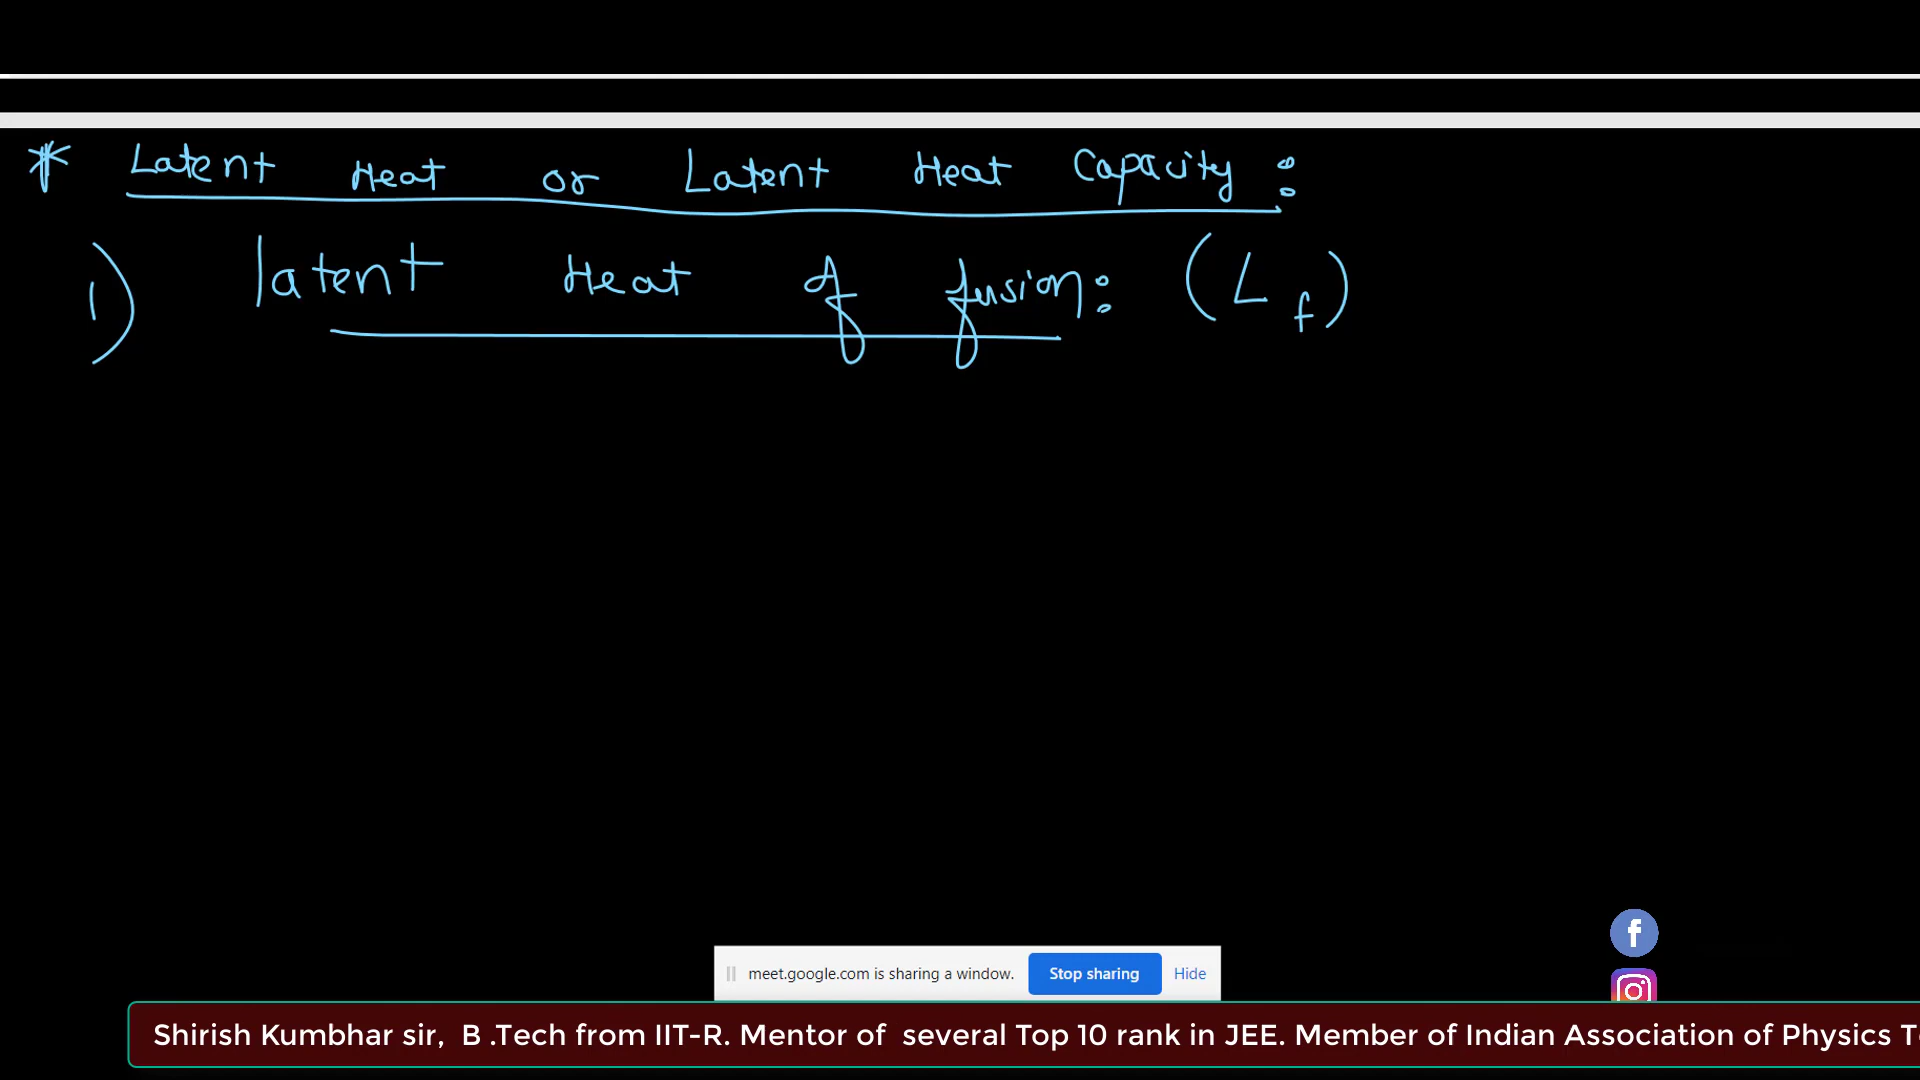 * Latent Heat or Latent Heat Capacity :
1) latent Heat of fusion: (Lf)
meet.google.com is sharing a window. Stop sharing Hide
Shirish Kumbhar sir, B .Tech from IIT-R. Mentor of several Top 10 rank in JEE. Member of Indian Association of Physics